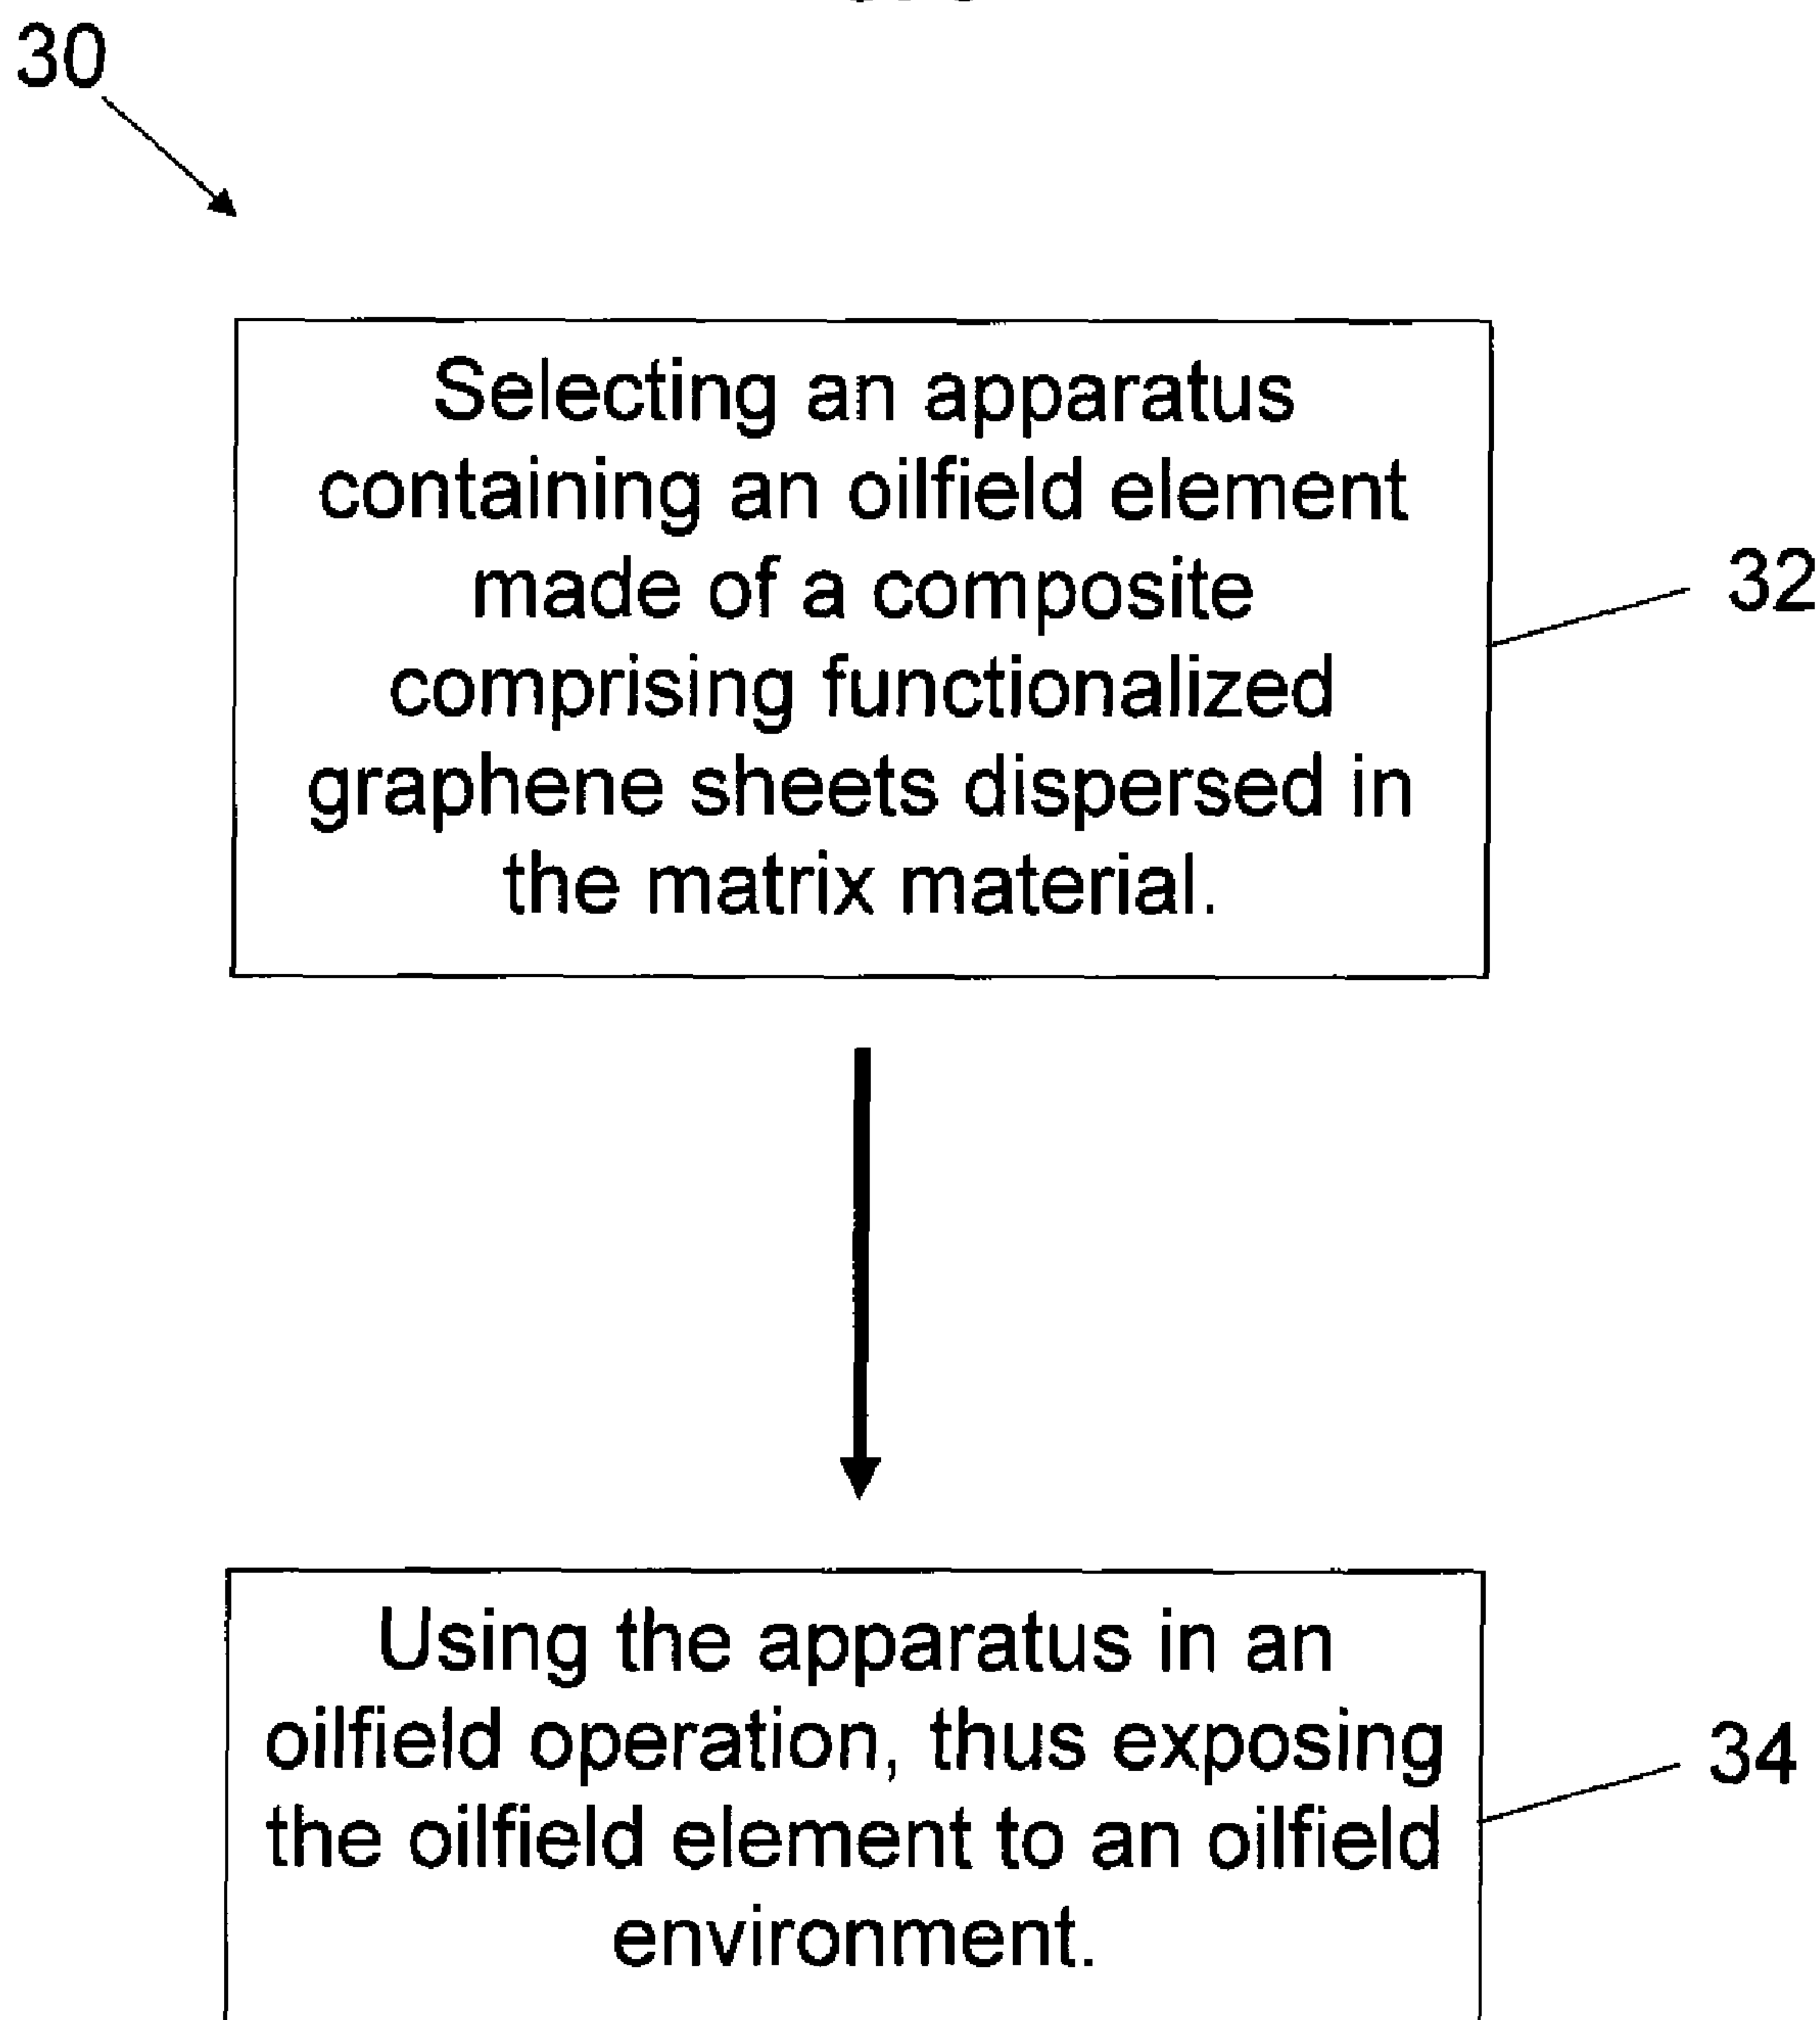 30
Selecting an apparatus
containing an oilfield element
made of a composite
comprising functionalized
graphene sheets dispersed in
the matrix material.
32
Using the apparatus in an
oilfield operation, thus exposing
the oilfield element to an oilfield
environment.
34